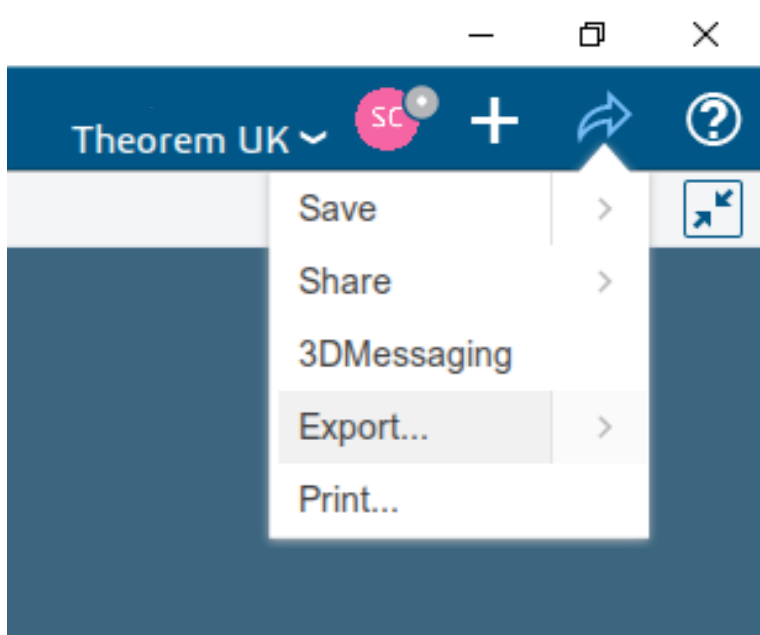 Theorem UK
SC
Save
Share
3DMessaging
Export...
Print...